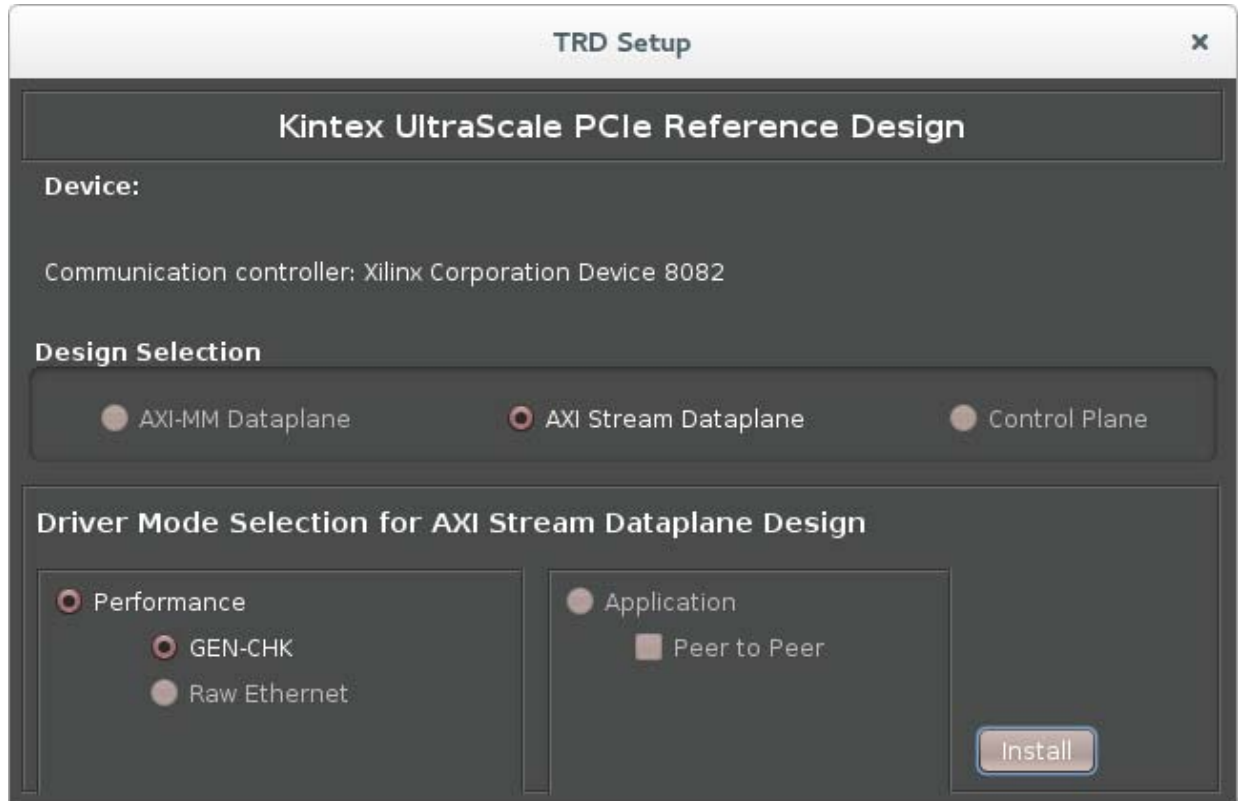 TRD Setup
Kintex UltraScale PCIe Reference Design
Device:
Communication controller: Xilinx Corporation Device 8082
Design Selection
AXI-MM Dataplane AXI Stream Dataplane Control Plane
Driver Mode Selection for AXI Stream Dataplane Design
Performance Application
GEN-CHK Peer to Peer
Raw Ethernet
Install